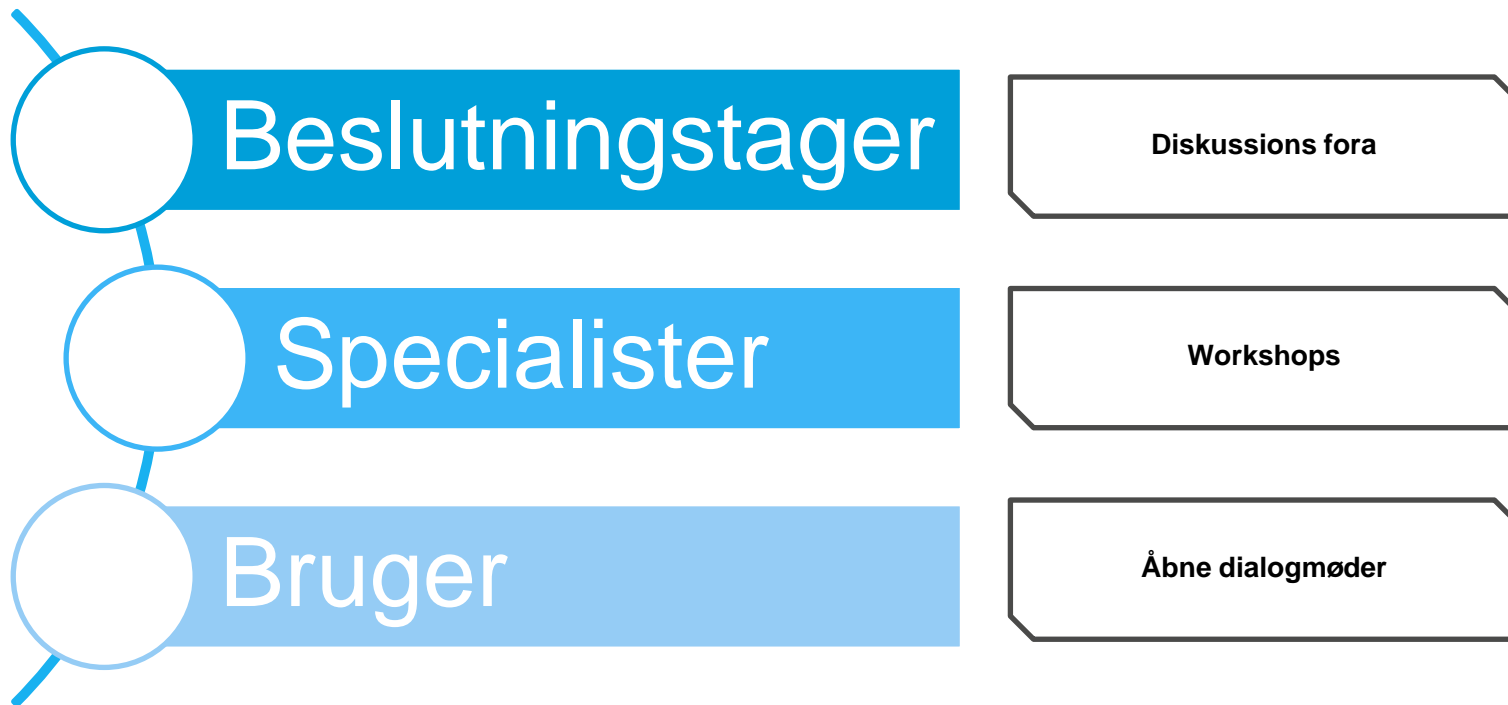 Beslutningstager
Diskussions fora
Specialister
Workshops
Bruger
Åbne dialogmøder